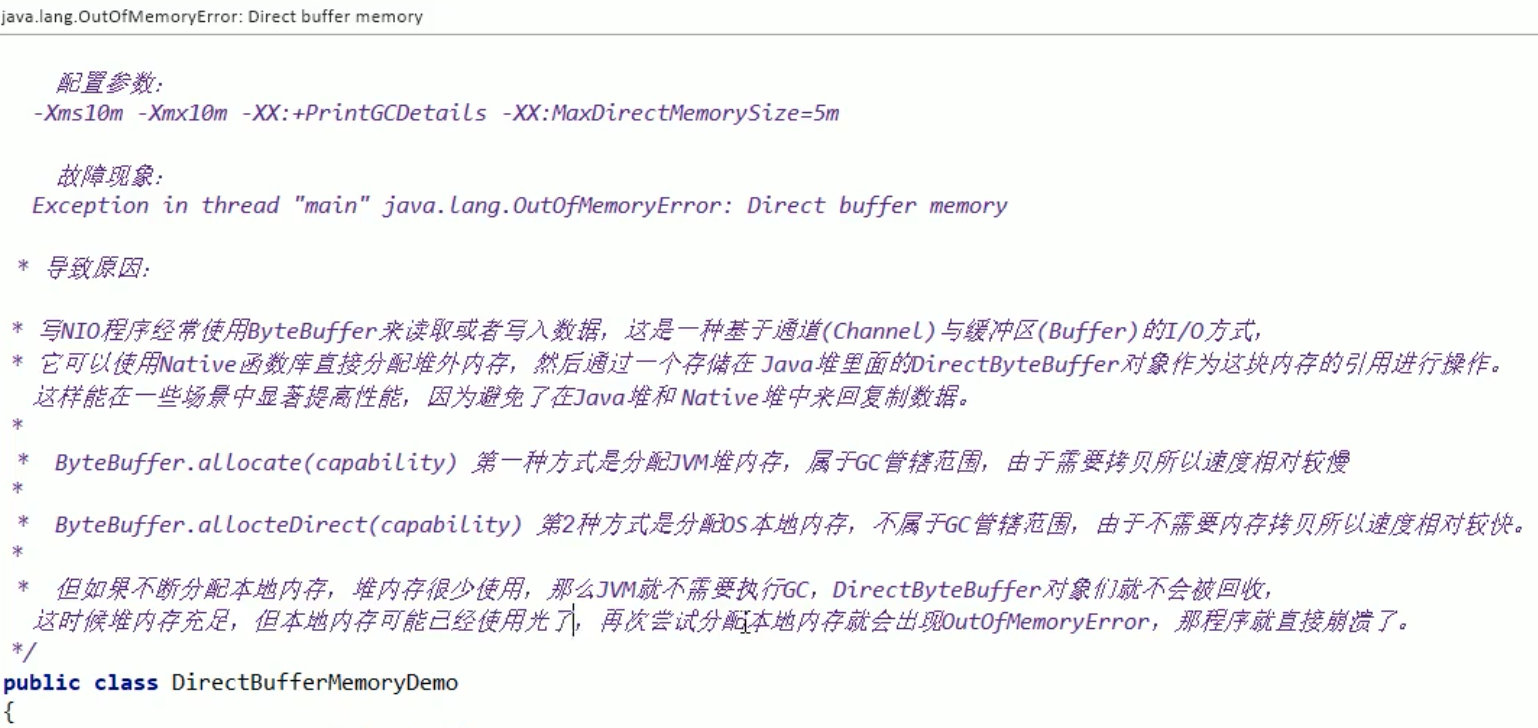 java.lang.OutOfMemoryError: Direct buffer memory
配置参数:
-Xms10m -Xmx10m -XX:+PrintGCDetails -XX:MaxDirectMemorySize=5m
故障现象:
Exception in thread "main" java.lang.OutOfMemoryError: Direct buffer memory
* 导致原因:
* 写NIO程序经常使用ByteBuffer来读取或者写入数据，这是一种基于通道(Channel)与缓冲区(Buffer)的I/O方式，
* 它可以使用Native函数库直接分配堆外内存，然后通过一个存储在 Java堆里面的DirectByteBuffer对象作为这块内存的引用进行操作。
这样能在一些场景中显著提高性能，因为避免了在Java堆和 Native堆中来回复制数据。
*
* ByteBuffer.allocate(capability) 第一种方式是分配JVM堆内存，属于GC管辖范围，由于需要拷贝所以速度相对较慢
*
* ByteBuffer.allocteDirect(capability) 第2种方式是分配OS本地内存，不属于GC管辖范围，由于不需要内存拷贝所以速度相对较快。
*
* 但如果不断分配本地内存，堆内存很少使用，那么JVM就不需要执行GC，DirectByteBuffer对象们就不会被回收，
这时候堆内存充足，但本地内存可能已经使用光了，再次尝试分配本地内存就会出现OutOfMemoryError，那程序就直接崩溃了。
*/
public class DirectBufferMemoryDemo
{